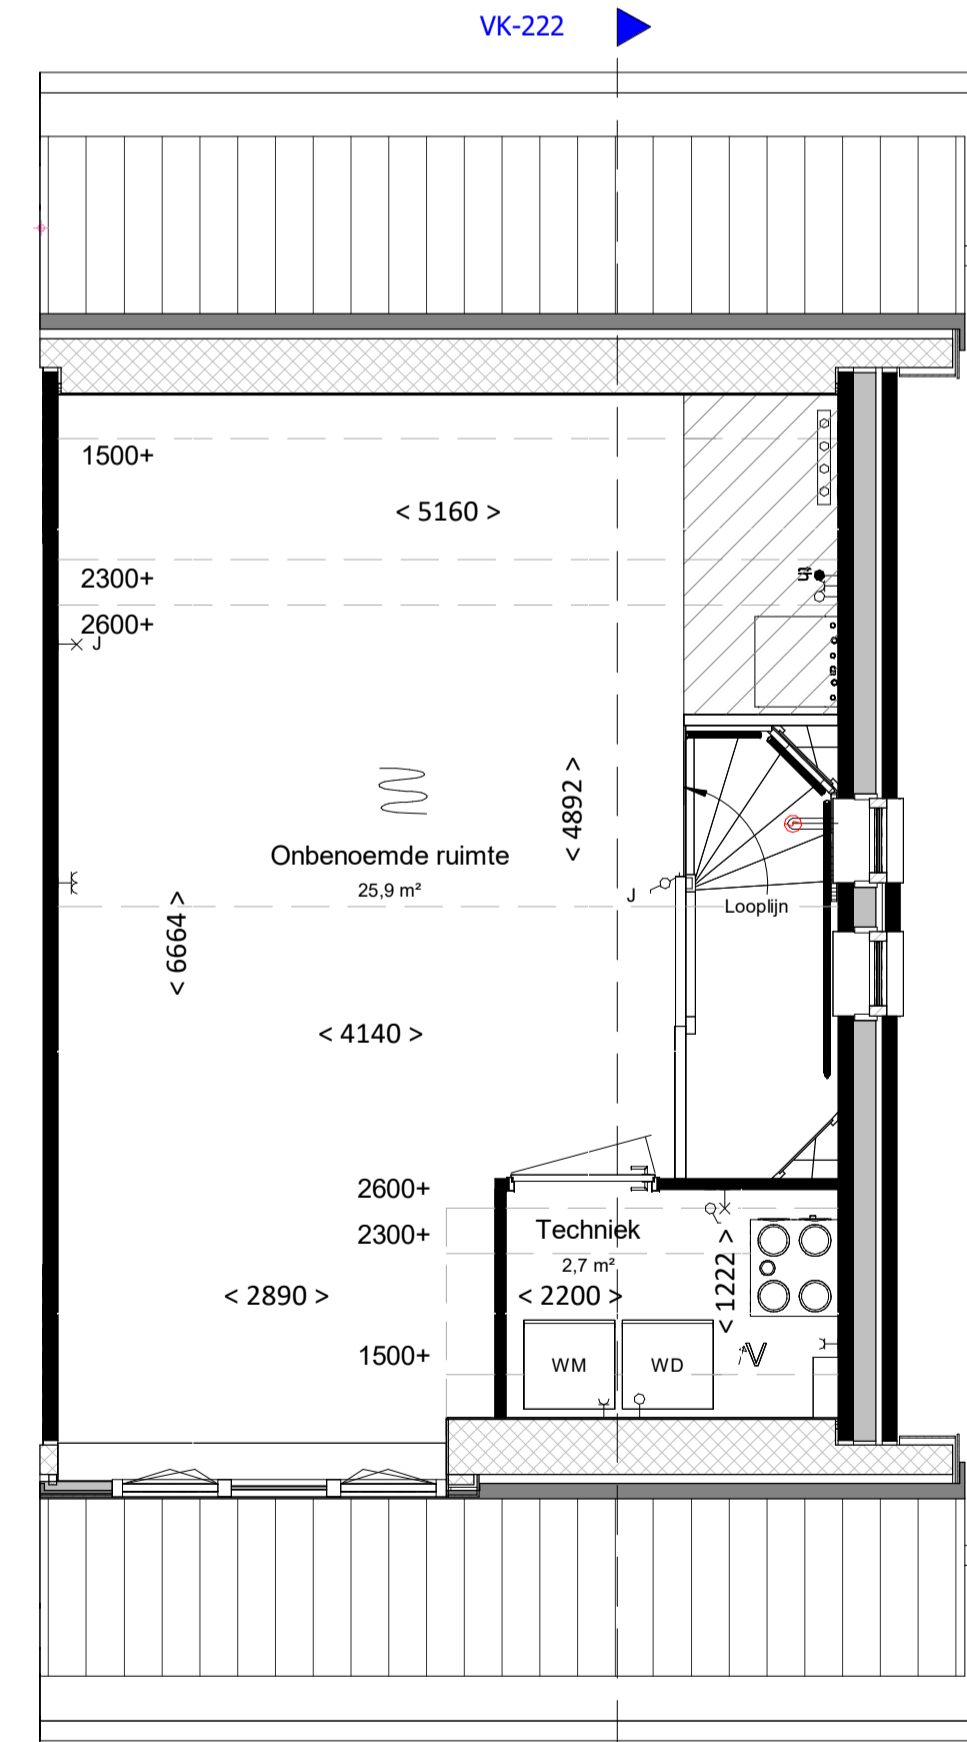 VK-222
1500+
< 5160 >
2300+
2600+
J
< 4892 >
Onbenoemde ruimte
25,9 m²
J
Looplijn
< 6664 >
< 4140 >
2600+
Techniek
2300+
2,7 m²
< 1222 >
< 2890 >
< 2200 >
1500+
WM
WD
V